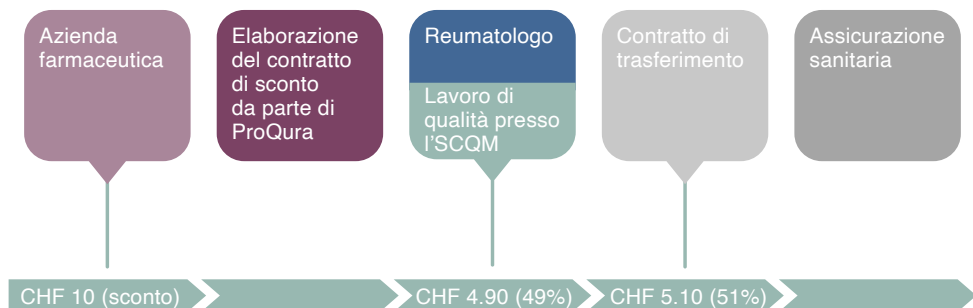 Azienda
farmaceutica
Elaborazione
del contratto
di sconto
da parte di
ProQura
Reumatologo
Lavoro di
qualità presso
l'SCQM
Contratto di
trasferimento
Assicurazione
sanitaria
CHF 10 (sconto)
CHF 4.90 (49%)
CHF 5.10 (51%)